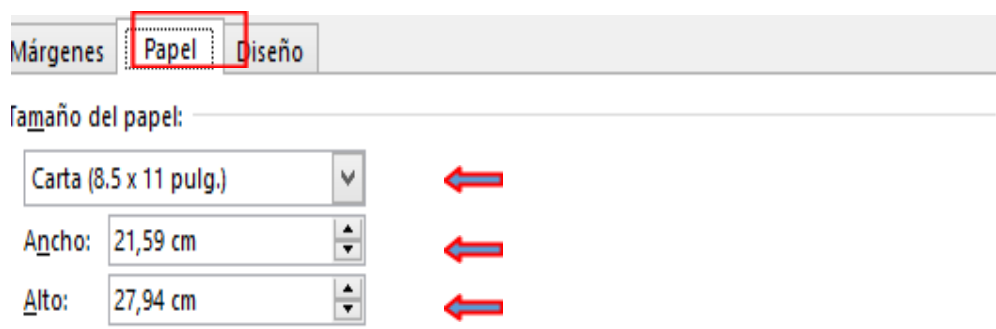 Márgenes Papel Diseño
Tamaño del papel:
Carta (8.5 x 11 pulg.)
Ancho: 21,59 cm
Alto: 27,94 cm